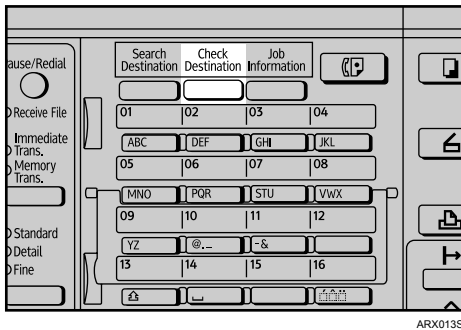 Search Destination
Check Destination
Job Information
ause/Redial
Receive File
Immediate Trans.
Memory Trans.
Standard
Detail
Fine
01 02 03 04
ABC DEF GHI JKL
05 06 07 08
MNO PQR STU VWX
09 10 11 12
YZ @._ -&
13 14 15 16
ARX013S